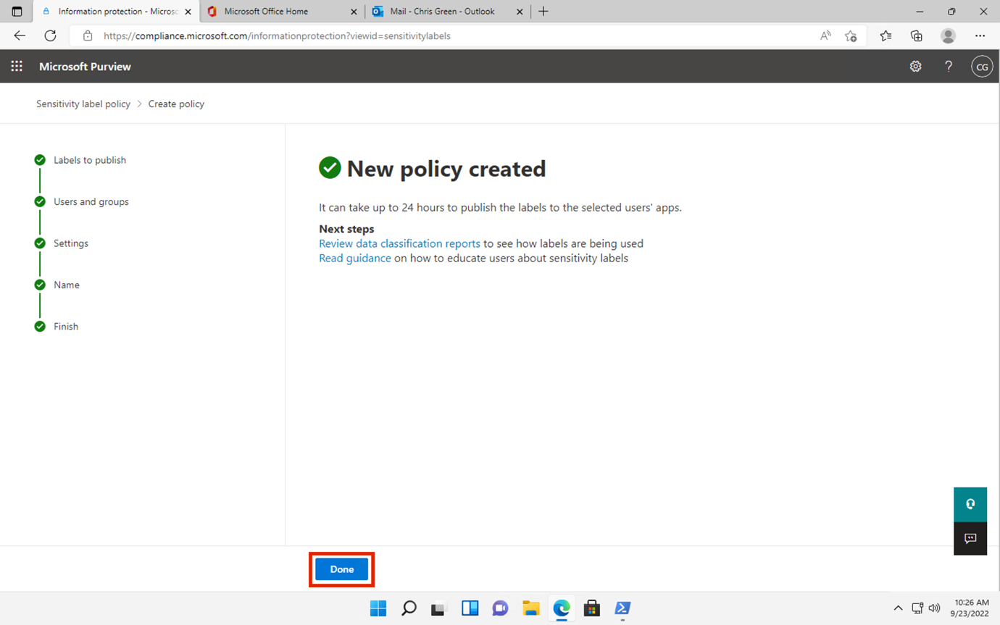 Information protection - Micros
Microsoft Office Home
Mail - Chris Green - Outlook
https://compliance.microsoft.com/informationprotection?viewid=sensitivitylabels
Microsoft Purview
CG
Sensitivity label policy > Create policy
Labels to publish
Users and groups
Settings
Name
Finish
New policy created
It can take up to 24 hours to publish the labels to the selected users' apps.
Next steps
Review data classification reports to see how labels are being used
Read guidance on how to educate users about sensitivity labels
Done
10:26 AM
9/23/2022